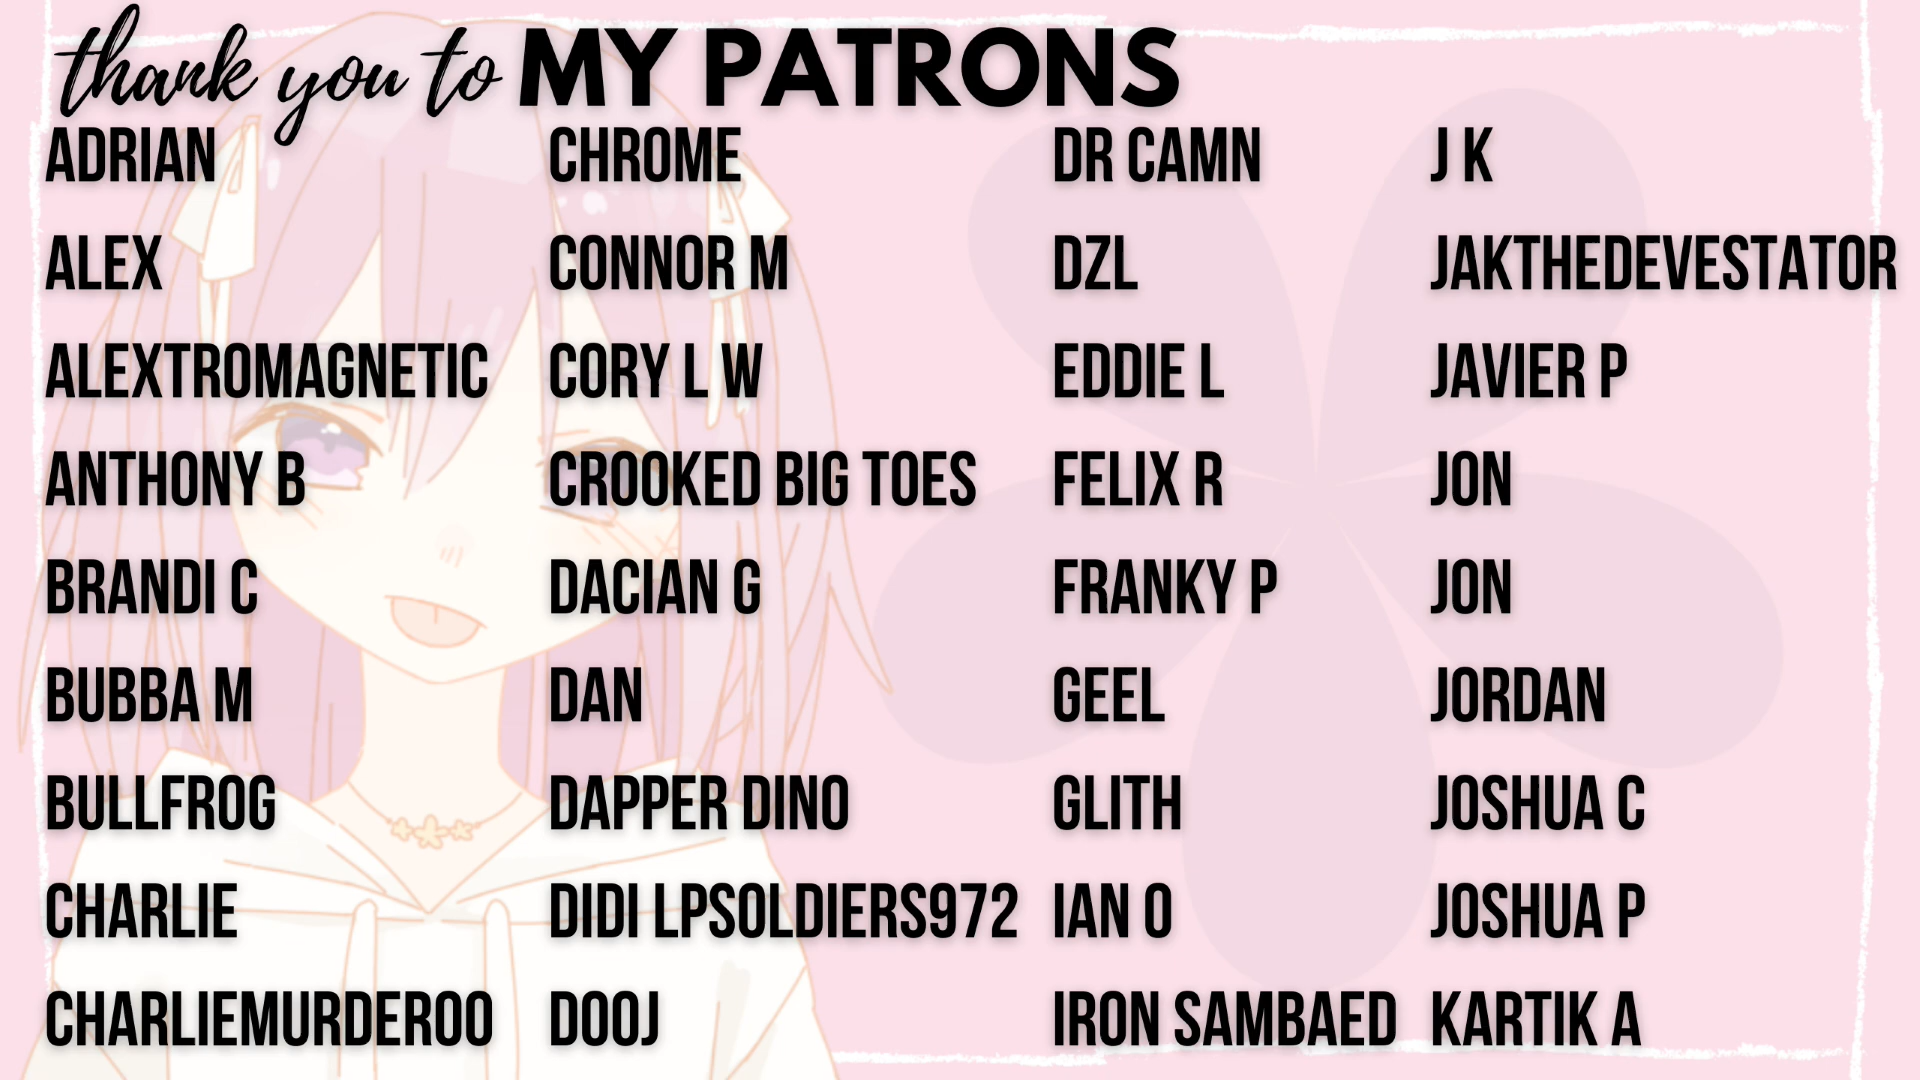 thank you to MY PATRONS
ADRIAN
ALEX
ALEXTROMAGNETIC
ANTHONY B
BRANDI C
BUBBA M
BULLFROG
CHARLIE
CHARLIEMURDEROO
CHROME
CONNOR M
CORY L W
CROOKED BIG TOES
DACIAN G
DAN
DAPPER DINO
DIDI LPSOLDIERS972
DOOJ
DR CAMN
DZL
EDDIE L
FELIX R
FRANKY P
GEEL
GLITH
IAN O
IRON SAMBAED
J K
JAKTHEDEVESTATOR
JAVIER P
JON
JON
JORDAN
JOSHUA C
JOSHUA P
KARTIK A